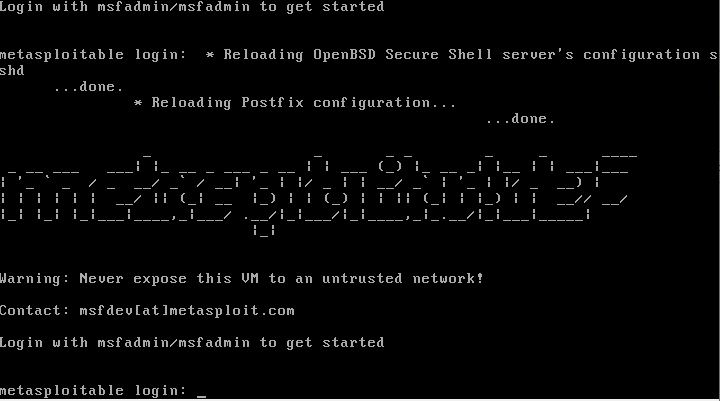 Login with msfadmin/msfadmin to get started
metasploitable login:  * Reloading OpenBSD Secure Shell server's configuration s
shd
...done.
* Reloading Postfix configuration...
...done.
metasploitable2
Warning: Never expose this VM to an untrusted network!
Contact: msfdev[at]metasploit.com
Login with msfadmin/msfadmin to get started
metasploitable login: _